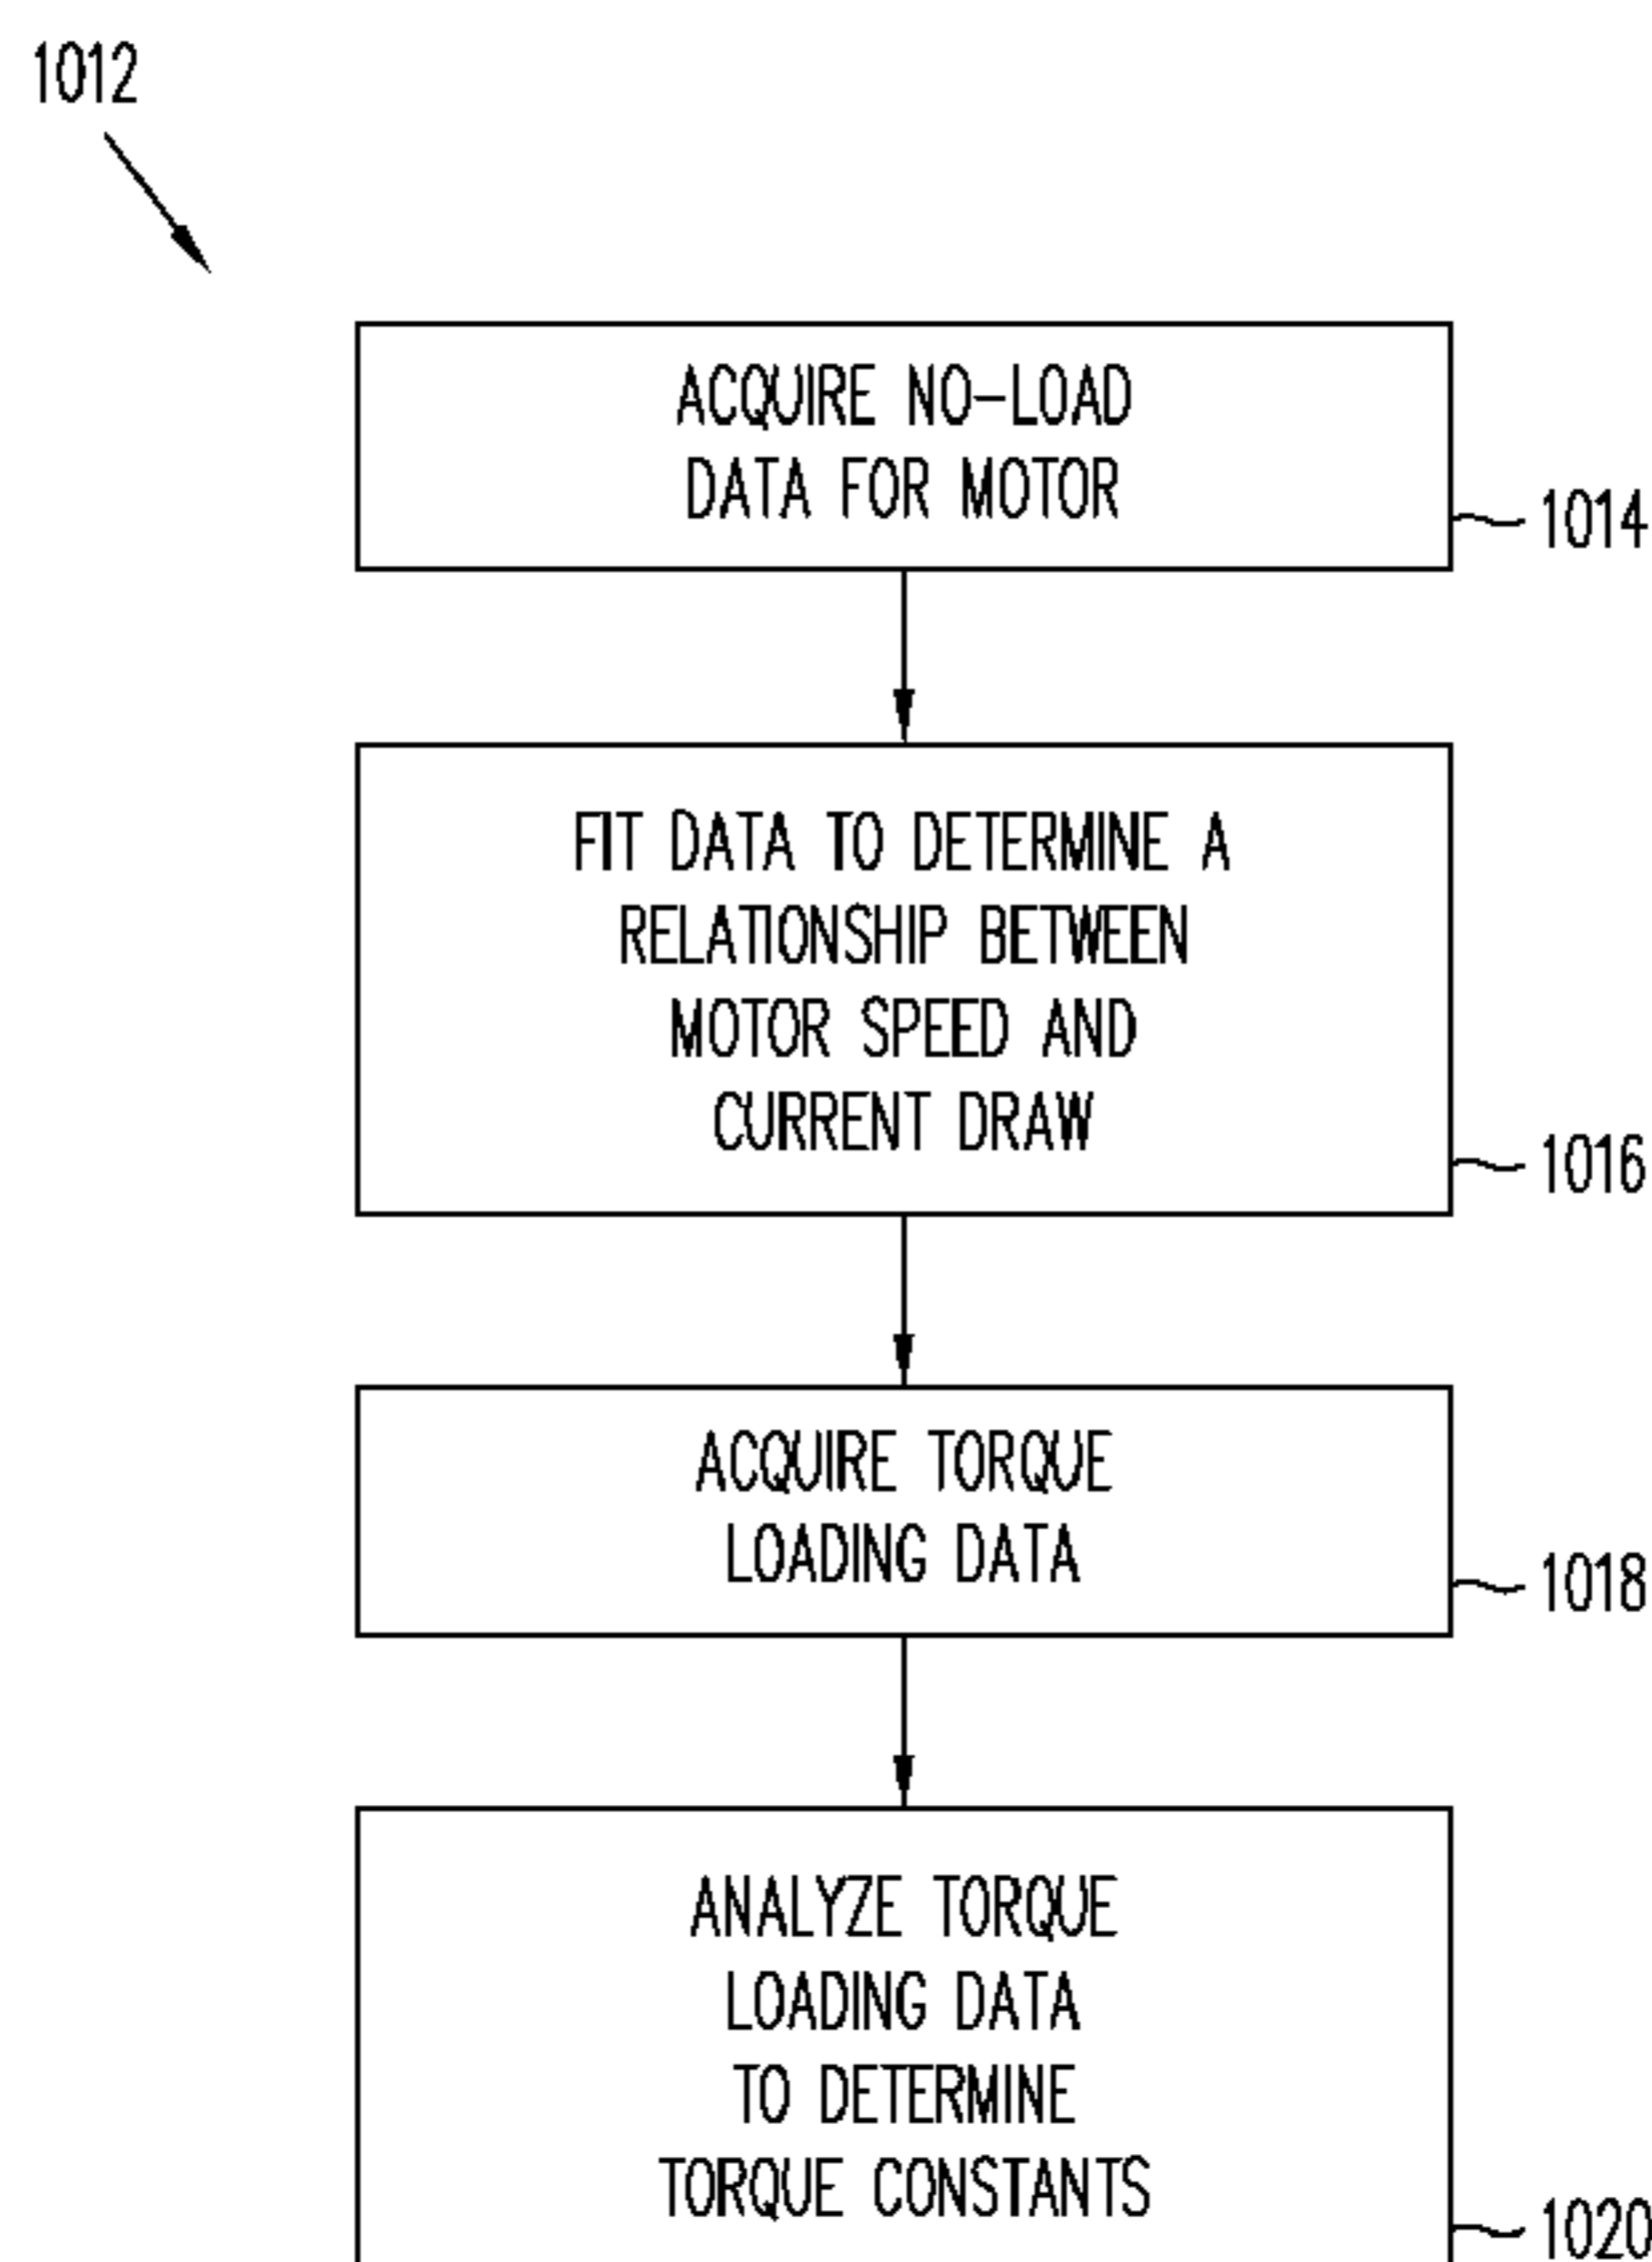 1012
ACQUIRE NO-LOAD
DATA FOR MOTOR
1014
FIT DATA TO DETERMINE A
RELATIONSHIP BETWEEN
MOTOR SPEED AND
CURRENT DRAW
1016
ACQUIRE TORQUE
LOADING DATA
1018
ANALYZE TORQUE
LOADING DATA
TO DETERMINE
TORQUE CONSTANTS
1020